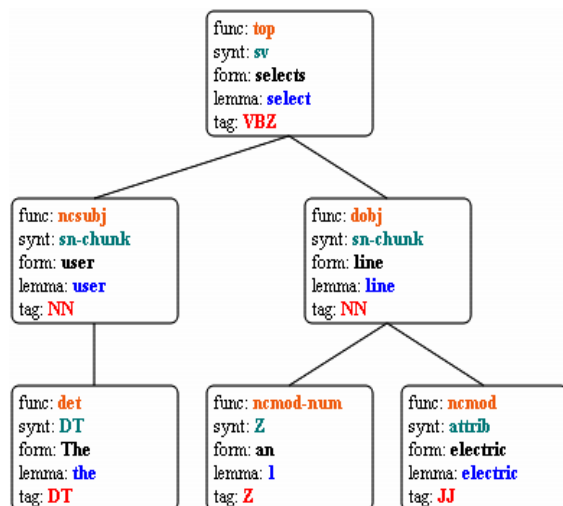 func: top
synt: sv
form: selects
lemma: select
tag: VBZ
func: ncsubj
synt: sn-chunk
form: user
lemma: user
tag: NN
func: dobj
synt: sn-chunk
form: line
lemma: line
tag: NN
func: det
synt: DT
form: The
lemma: the
tag: DT
func: ncmod-num
synt: Z
form: an
lemma: 1
tag: Z
func: ncmod
synt: attrib
form: electric
lemma: electric
tag: JJ